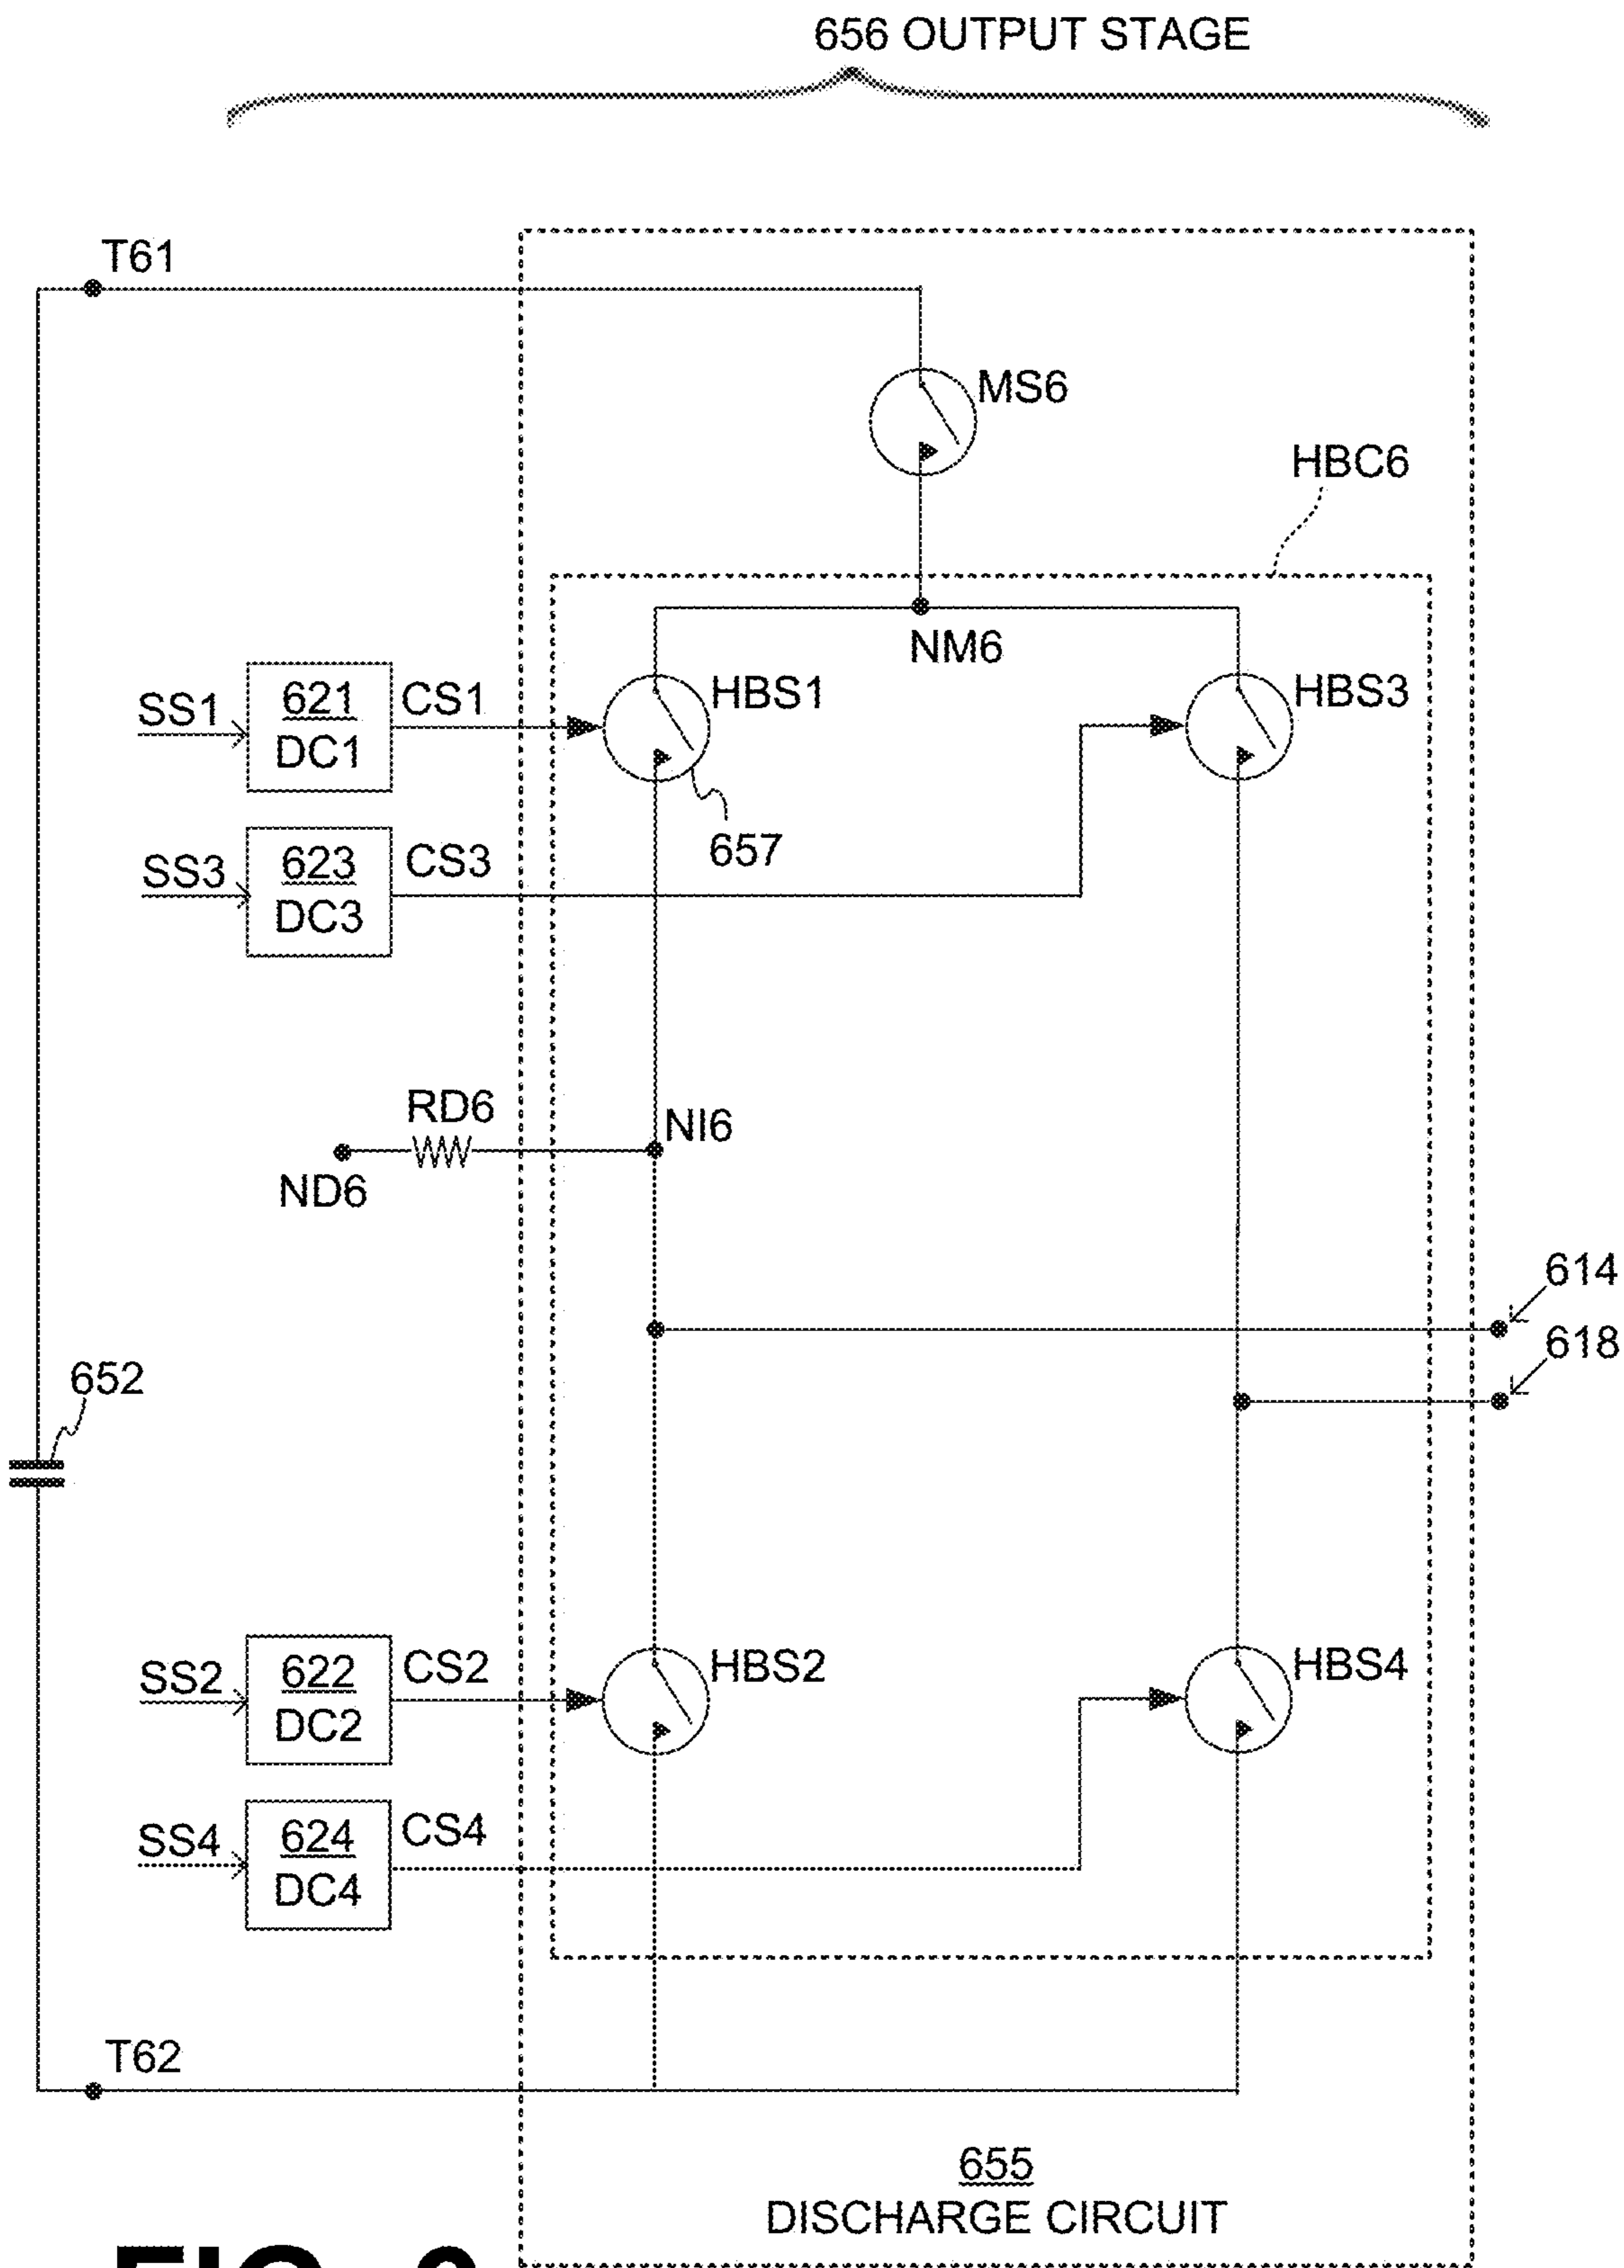 656 OUTPUT STAGE
T61
MS6
HBC6
NM6
SS1
621
DC1
CS1
HBS1
HBS3
657
SS3
623
DC3
CS3
RD6
NI6
ND6
614
618
652
SS2
622
DC2
CS2
HBS2
HBS4
SS4
624
DC4
CS4
T62
655
DISCHARGE CIRCUIT
FIG.